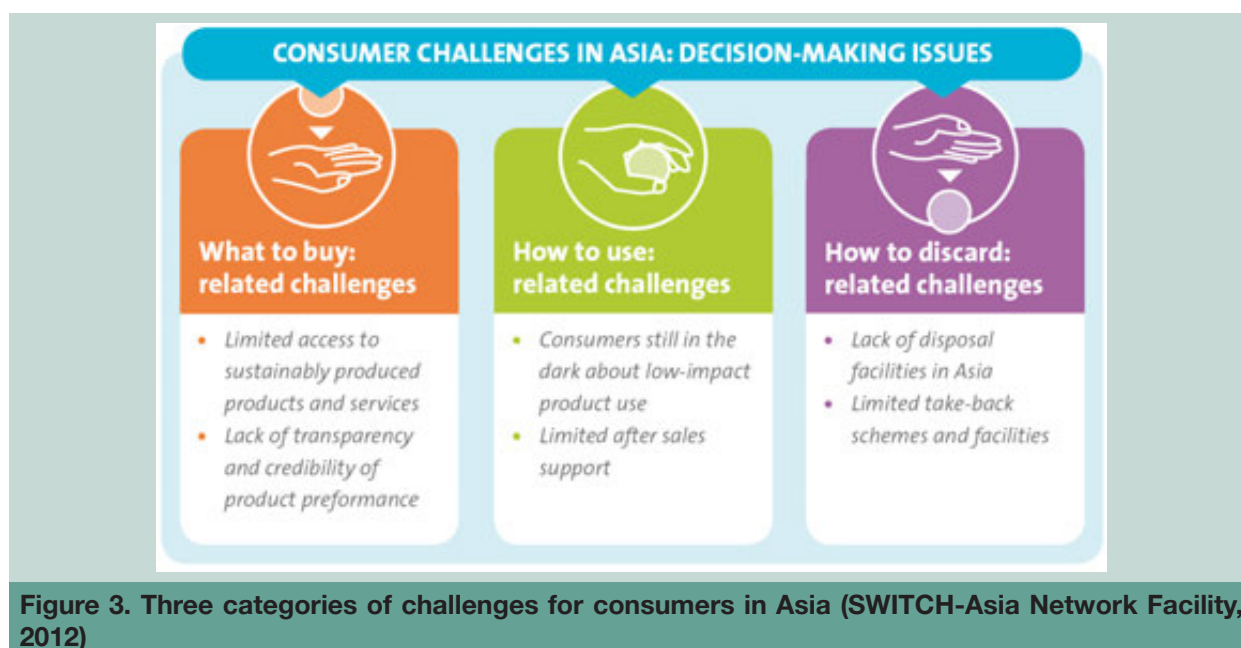 CONSUMER CHALLENGES IN ASIA: DECISION-MAKING ISSUES
What to buy:
related challenges
• Limited access to
sustainably produced
products and services
• Lack of transparency
and credibility of
product preformance
How to use:
related challenges
• Consumers still in the
dark about low-impact
product use
• Limited after sales
support
How to discard:
related challenges
• Lack of disposal
facilities in Asia
• Limited take-back
schemes and facilities
Figure 3. Three categories of challenges for consumers in Asia (SWITCH-Asia Network Facility,
2012)